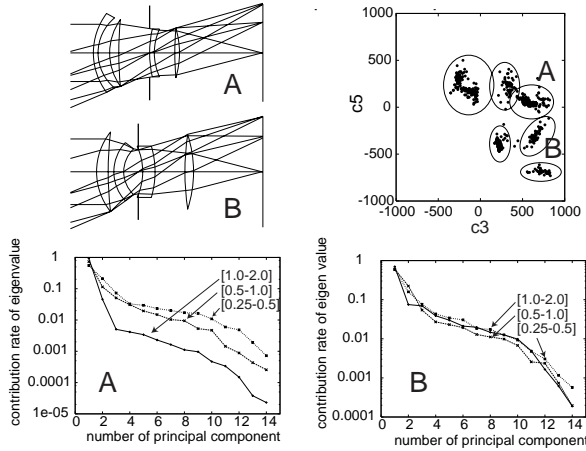 A
B
1000
500
0
-500
-1000
c5
A
B
-1000 -500 0 500 1000
c3
contribution rate of eigenvalue
1
0.1
0.01
0.001
0.0001
1e-05
[1.0-2.0]
[0.5-1.0]
[0.25-0.5]
A
0 2 4 6 8 10 12 14
number of principal component
contribution rate of eigen value
1
0.1
0.01
0.001
0.0001
[1.0-2.0]
[0.5-1.0]
[0.25-0.5]
B
0 2 4 6 8 10 12 14
number of principal component